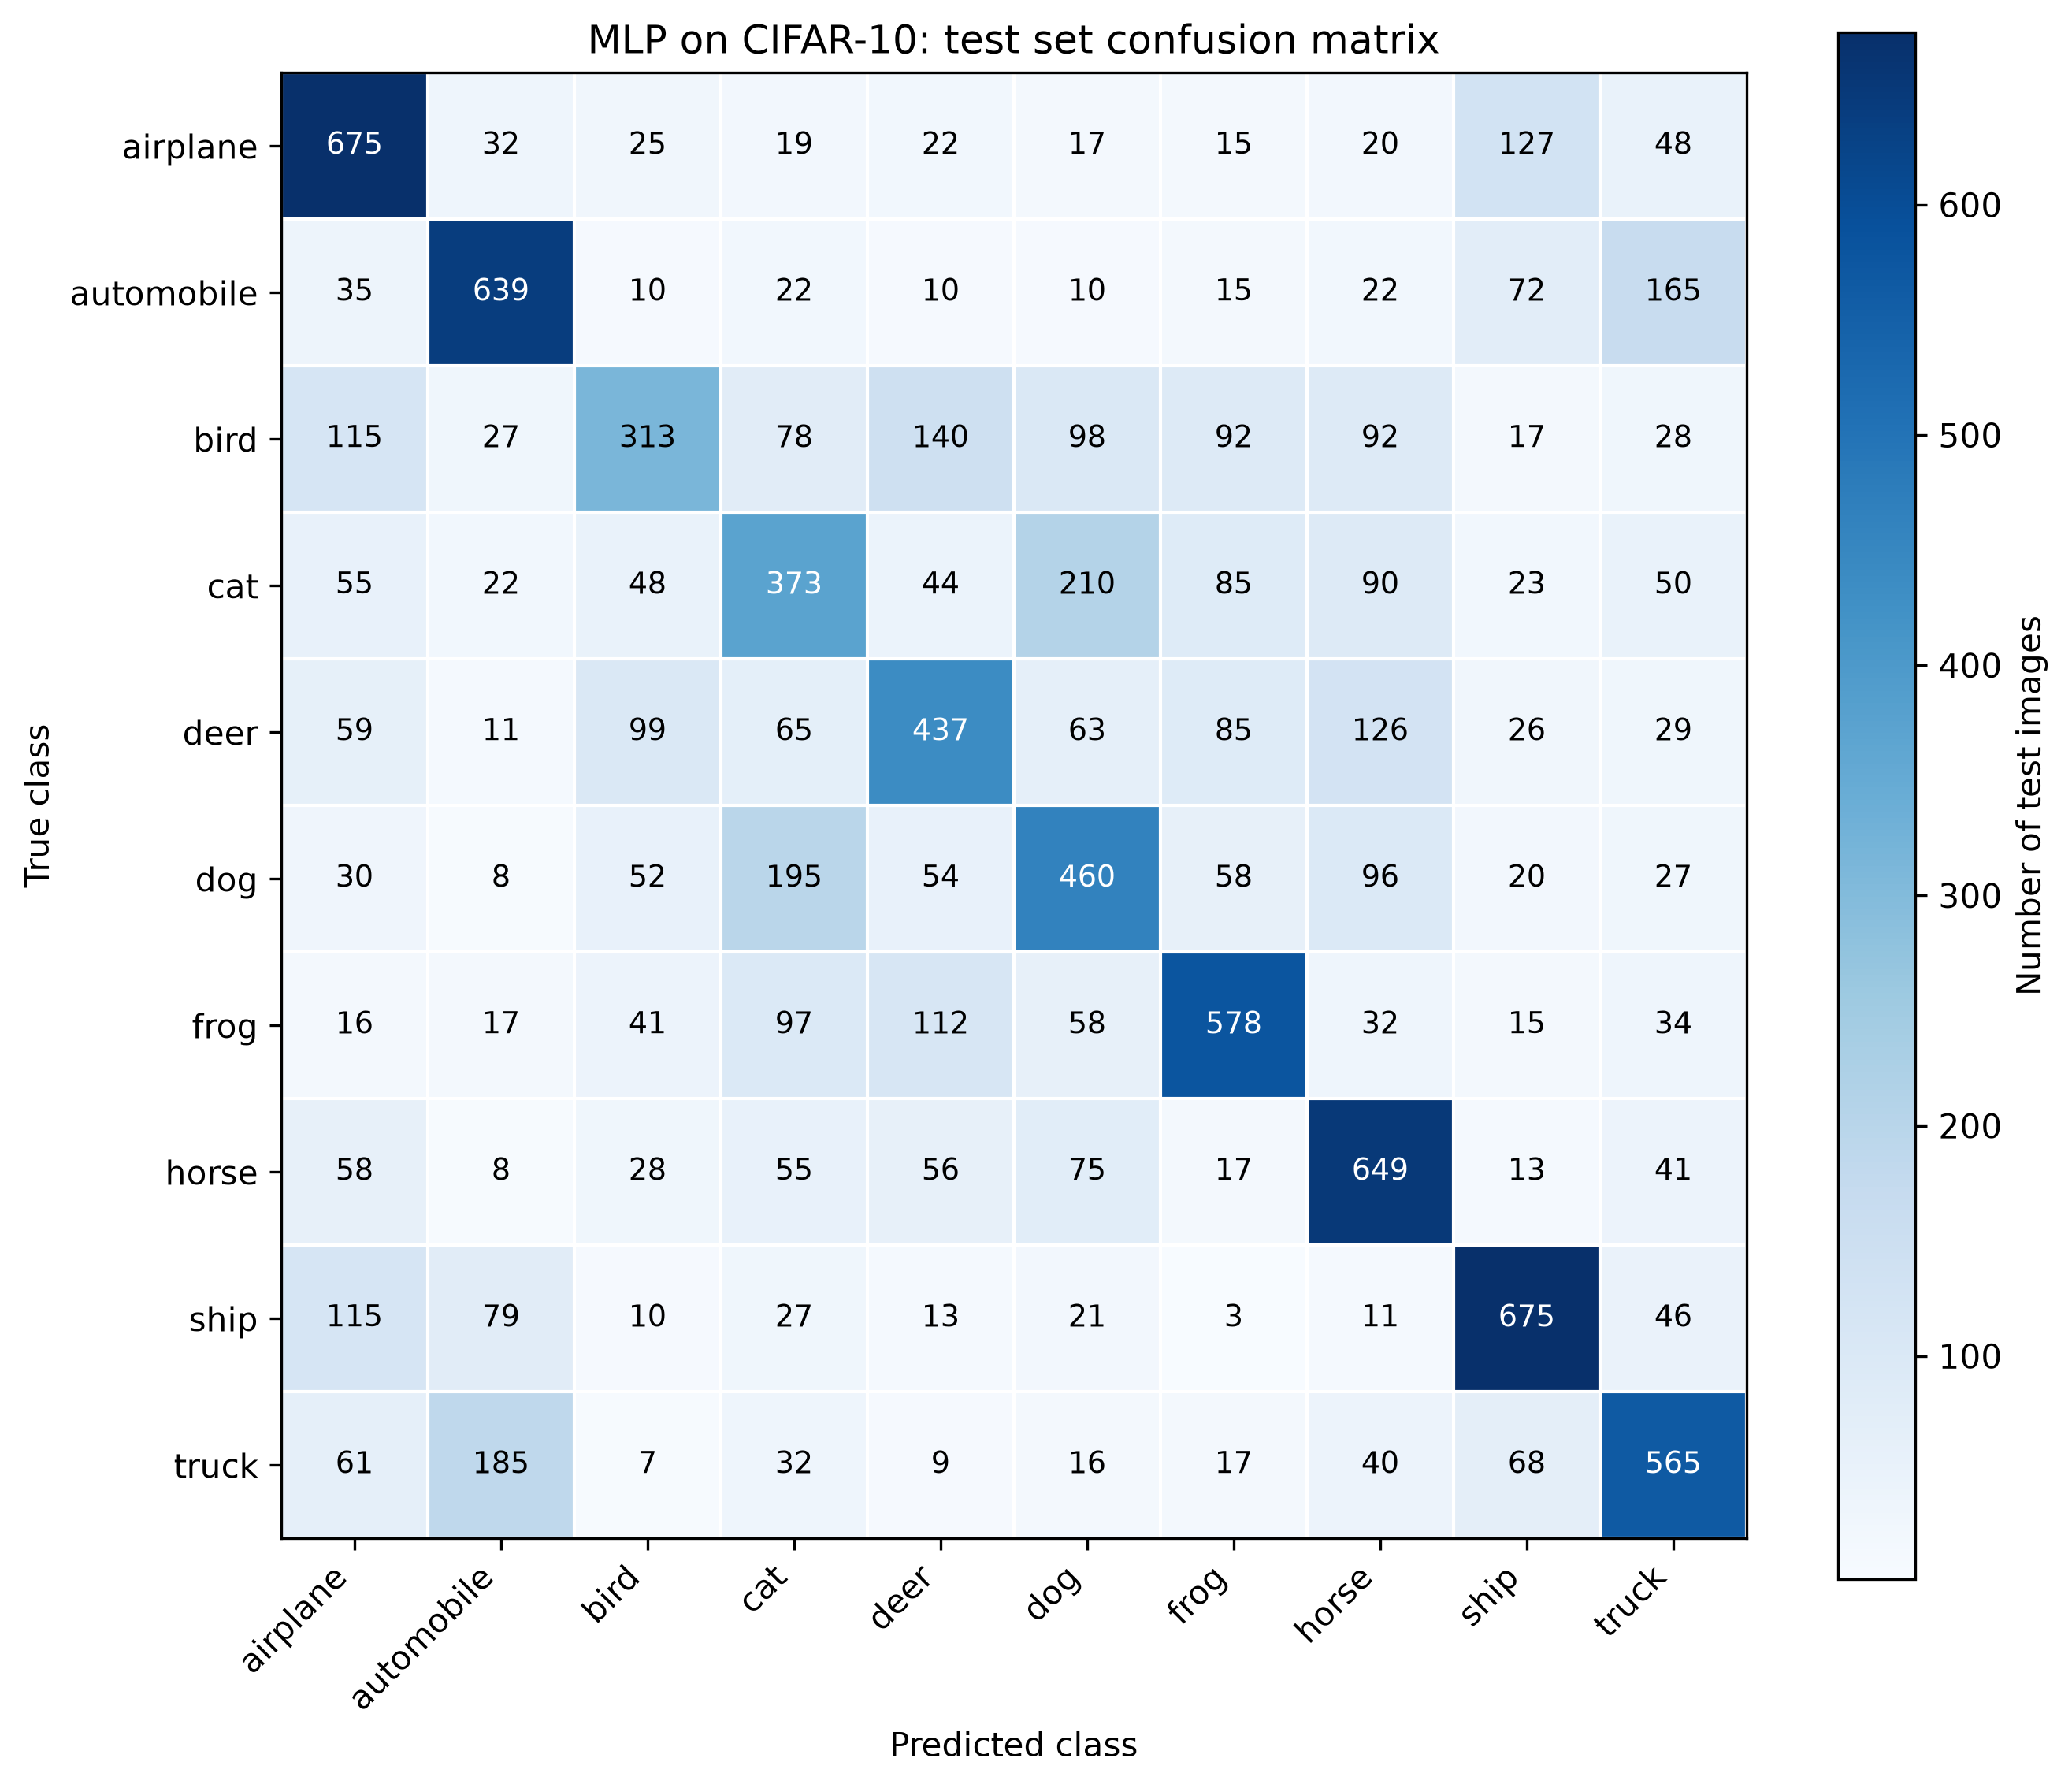 MLP on CIFAR-10: test set confusion matrix
airplane 675 32 25 19 22 17 15 20 127 48
automobile 35 639 10 22 10 10 15 22 72 165
bird 115 27 313 78 140 98 92 92 17 28
cat 55 22 48 373 44 210 85 90 23 50
deer 59 11 99 65 437 63 85 126 26 29
dog 30 8 52 195 54 460 58 96 20 27
frog 16 17 41 97 112 58 578 32 15 34
horse 58 8 28 55 56 75 17 649 13 41
ship 115 79 10 27 13 21 3 11 675 46
truck 61 185 7 32 9 16 17 40 68 565
airplane automobile bird cat deer dog frog horse ship truck
Predicted class
True class
600
500
400
300
200
100
Number of test images